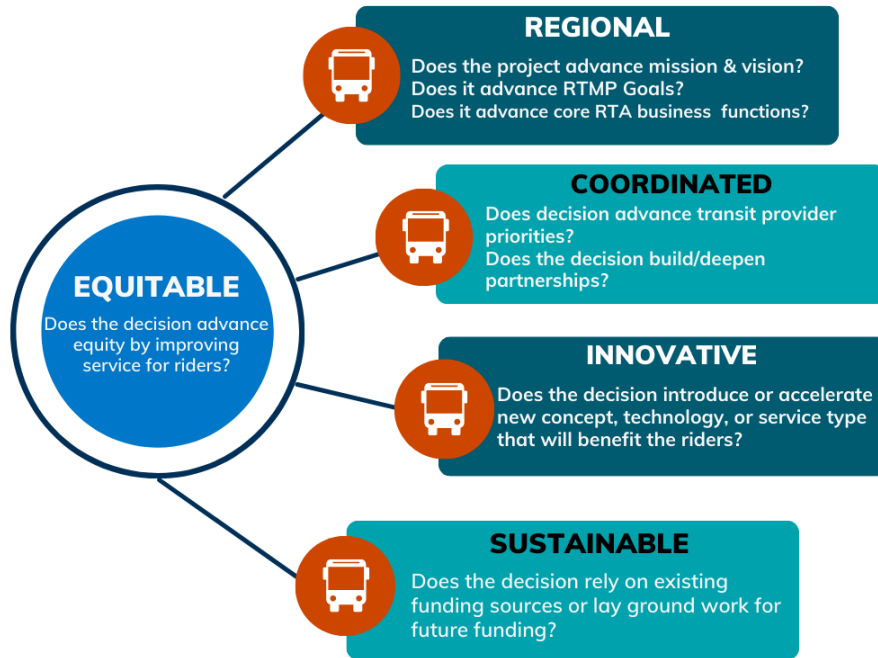 REGIONAL
Does the project advance mission & vision?
Does it advance RTMP Goals?
Does it advance core RTA business functions?
COORDINATED
Does decision advance transit provider
priorities?
Does the decision build/deepen
partnerships?
EQUITABLE
Does the decision advance
equity by improving
service for riders?
INNOVATIVE
Does the decision introduce or accelerate
new concept, technology, or service type
that will benefit the riders?
SUSTAINABLE
Does the decision rely on existing
funding sources or lay ground work for
future funding?